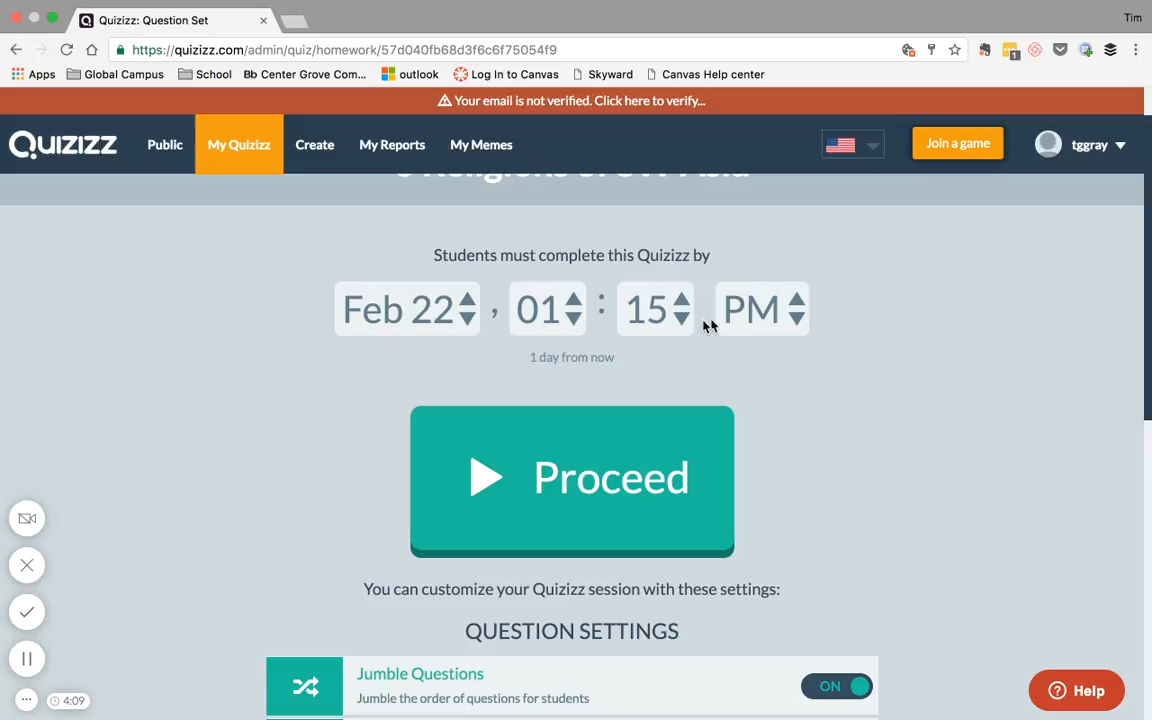 Quizizz: Question Set
Tim
https://quizizz.com/admin/quiz/homework/57d040fb68d3f6c6f75054f9
1
Apps Global Campus School Bb Center Grove Com... outlook Log In to Canvas Skyward Canvas Help center
Your email is not verified. Click here to verify...
QUIZIZZ Public My Quizizz Create My Reports My Memes Join a game tggray
Students must complete this Quizizz by
Feb 22 , 01 : 15 PM
1 day from now
Proceed
You can customize your Quizizz session with these settings:
QUESTION SETTINGS
Jumble Questions
ON
Jumble the order of questions for students
Help
4:09